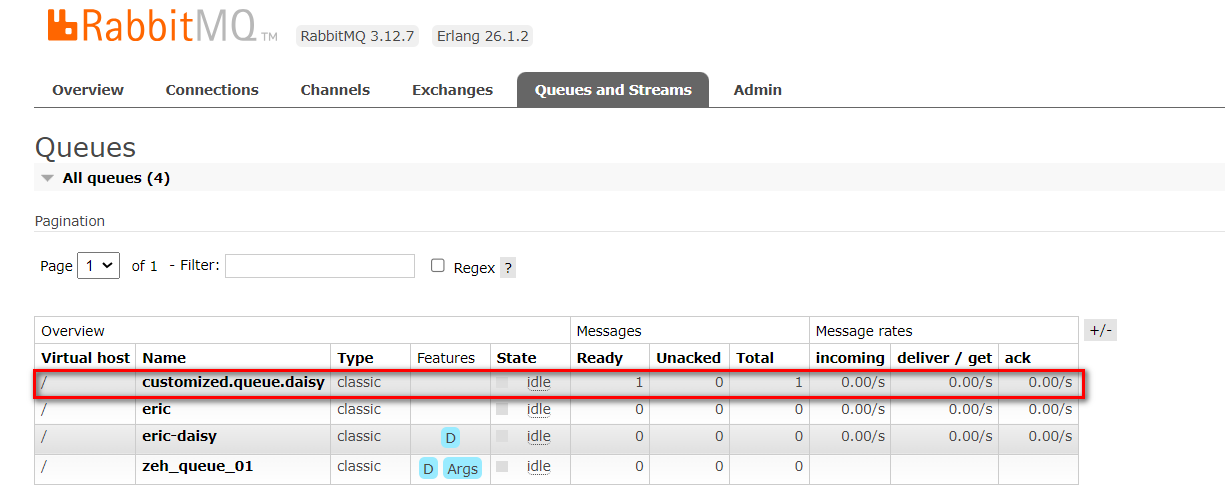 RabbitMQ TM RabbitMQ 3.12.7 Erlang 26.1.2
Overview Connections Channels Exchanges Queues and Streams Admin
Queues
All queues (4)
Pagination
Page 1 of 1 - Filter: Regex ?
Overview Messages Message rates +/-
Virtual host Name Type Features State Ready Unacked Total incoming deliver / get ack
/ customized.queue.daisy classic idle 1 0 1 0.00/s 0.00/s 0.00/s
/ eric classic idle 0 0 0 0.00/s 0.00/s 0.00/s
/ eric-daisy classic D idle 0 0 0 0.00/s 0.00/s 0.00/s
/ zeh_queue_01 classic D Args idle 0 0 0